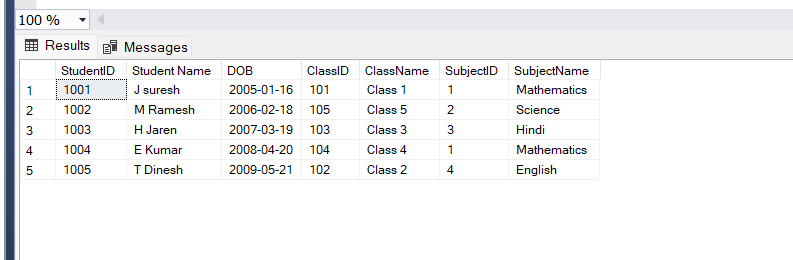 100 %
Results Messages
StudentID Student Name DOB ClassID ClassName SubjectID SubjectName
1 1001 J suresh 2005-01-16 101 Class 1 1 Mathematics
2 1002 M Ramesh 2006-02-18 105 Class 5 2 Science
3 1003 H Jaren 2007-03-19 103 Class 3 3 Hindi
4 1004 E Kumar 2008-04-20 104 Class 4 1 Mathematics
5 1005 T Dinesh 2009-05-21 102 Class 2 4 English